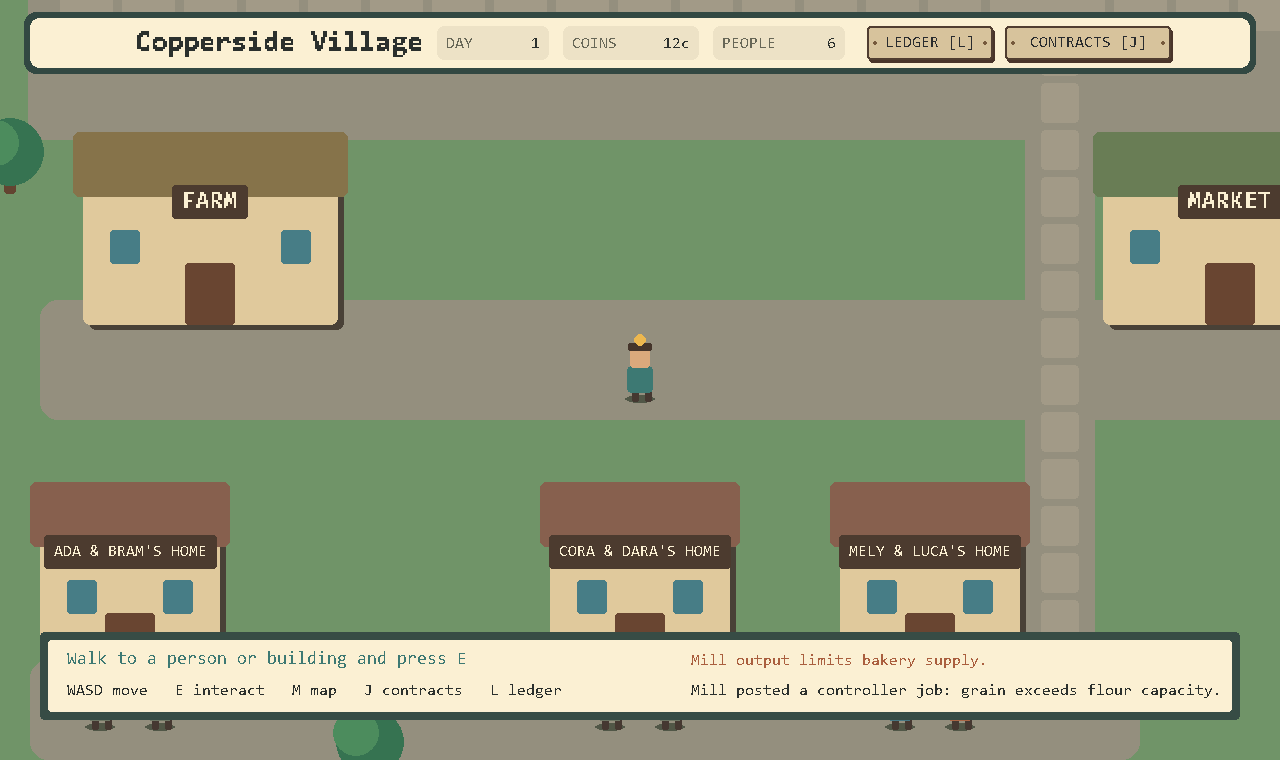 Copperside Village
DAY 1
COINS 12c
PEOPLE 6
LEDGER [L]
CONTRACTS [J]
FARM
MARKET
ADA & BRAM'S HOME
CORA & DARA'S HOME
MELY & LUCA'S HOME
Walk to a person or building and press E
WASD move E interact M map J contracts L ledger
Mill output limits bakery supply.
Mill posted a controller job: grain exceeds flour capacity.